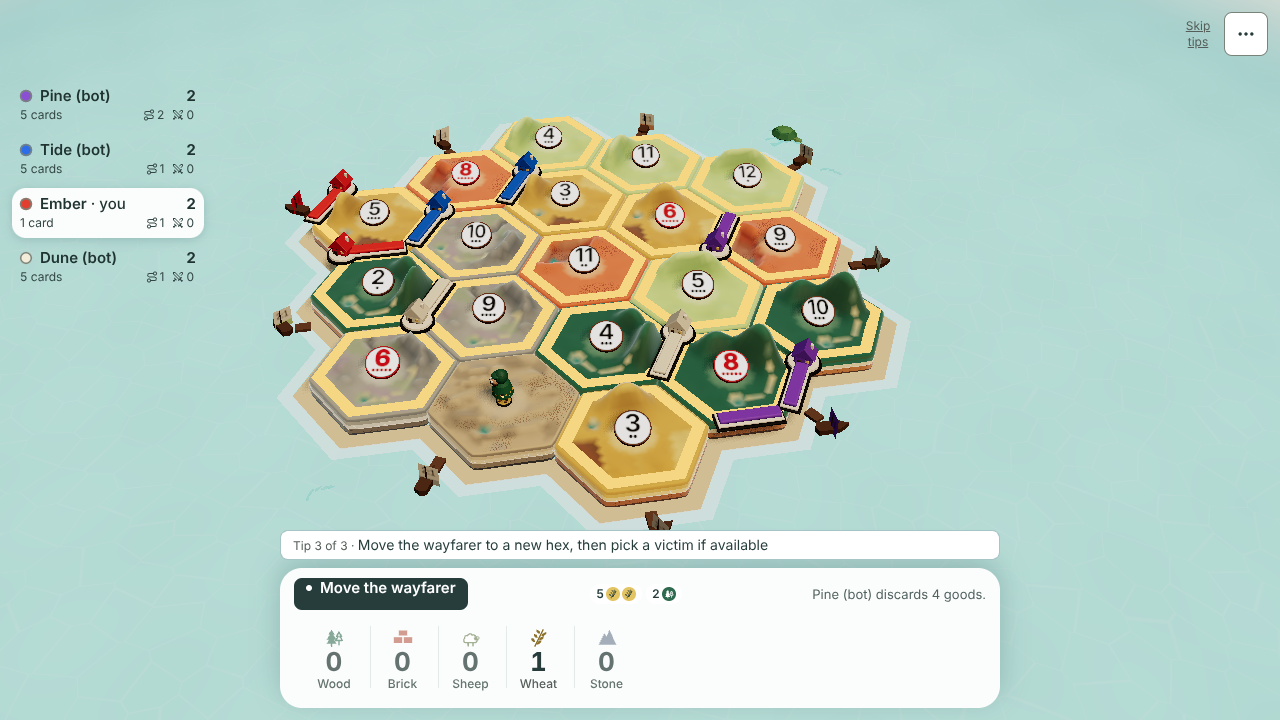 Skip
tips
Pine (bot) 2
5 cards 2 0
Tide (bot) 2
5 cards 1 0
Ember · you 2
1 card 1 0
Dune (bot) 2
5 cards 1 0
4
11
12
8
3
6
9
5
10
11
5
10
2
9
4
8
6
3
Tip 3 of 3 · Move the wayfarer to a new hex, then pick a victim if available
Move the wayfarer
5 2
Pine (bot) discards 4 goods.
0 0 0 1 0
Wood Brick Sheep Wheat Stone